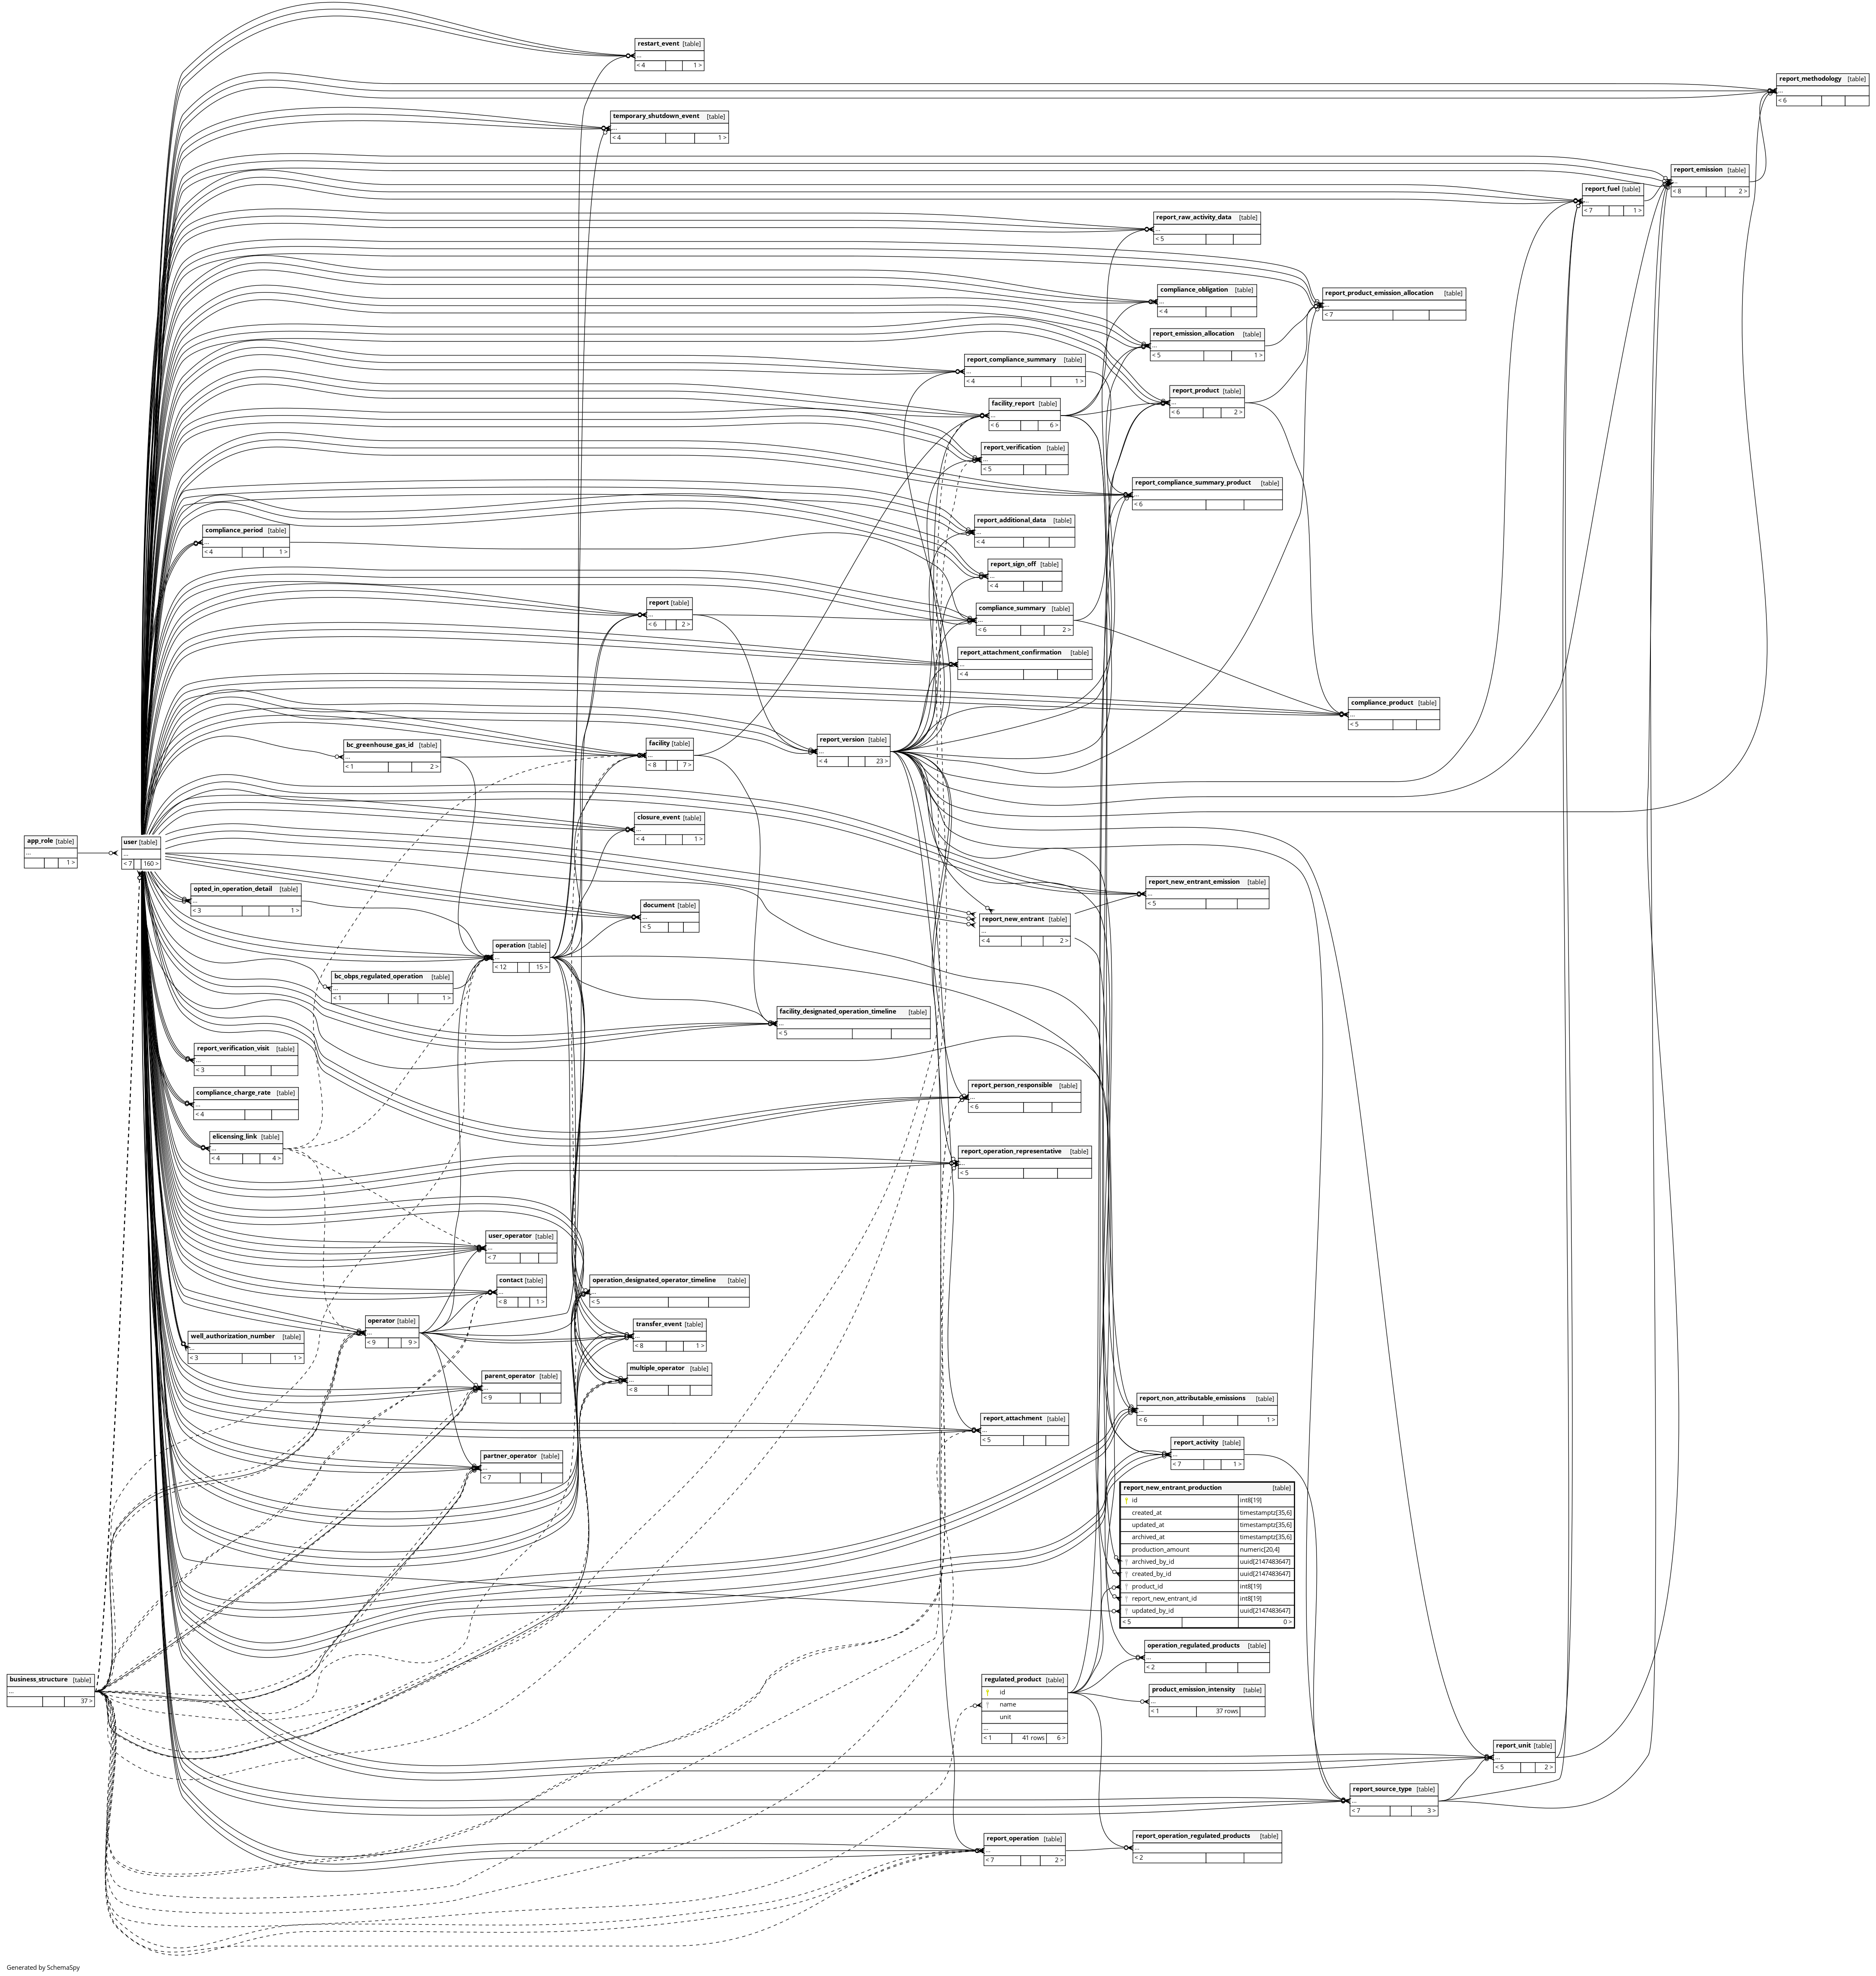 restart_event [table]
...
< 4 1 >
report_methodology [table]
...
< 6
temporary_shutdown_event [table]
...
< 4 1 >
report_emission [table]
...
< 8 2 >
report_fuel [table]
...
< 7 1 >
report_raw_activity_data [table]
...
< 5
compliance_obligation [table]
...
< 4
report_product_emission_allocation [table]
...
< 7
report_emission_allocation [table]
...
< 5 1 >
report_compliance_summary [table]
...
< 4 1 >
report_product [table]
...
< 6 2 >
facility_report [table]
...
< 6 6 >
report_verification [table]
...
< 5
report_compliance_summary_product [table]
...
< 6
report_additional_data [table]
...
< 4
compliance_period [table]
...
< 4 1 >
report_sign_off [table]
...
< 4
report [table]
...
< 6 2 >
compliance_summary [table]
...
< 6 2 >
report_attachment_confirmation [table]
...
< 4
compliance_product [table]
...
< 5
report_version [table]
...
< 4 23 >
bc_greenhouse_gas_id [table]
...
< 1 2 >
facility [table]
...
< 8 7 >
closure_event [table]
...
< 4 1 >
app_role [table]
...
1 >
user [table]
...
< 7 160 >
opted_in_operation_detail [table]
...
< 3 1 >
report_new_entrant_emission [table]
...
< 5
document [table]
...
< 5
report_new_entrant [table]
...
< 4 2 >
operation [table]
...
< 12 15 >
bc_obps_regulated_operation [table]
...
< 1 1 >
facility_designated_operation_timeline [table]
...
< 5
report_verification_visit [table]
...
< 3
report_person_responsible [table]
...
< 6
compliance_charge_rate [table]
...
< 4
elicensing_link [table]
...
< 4 4 >
report_operation_representative [table]
...
< 5
user_operator [table]
...
< 7
contact [table]
...
< 8 1 >
operation_designated_operator_timeline [table]
...
< 5
operator [table]
...
< 9 9 >
transfer_event [table]
...
< 8 1 >
well_authorization_number [table]
...
< 3 1 >
multiple_operator [table]
...
< 8
parent_operator [table]
...
< 9
report_non_attributable_emissions [table]
...
< 6 1 >
report_attachment [table]
...
< 5
report_activity [table]
...
< 7 1 >
partner_operator [table]
...
< 7
report_new_entrant_production [table]
id int8[19]
created_at timestamptz[35,6]
updated_at timestamptz[35,6]
archived_at timestamptz[35,6]
production_amount numeric[20,4]
archived_by_id uuid[2147483647]
created_by_id uuid[2147483647]
product_id int8[19]
report_new_entrant_id int8[19]
updated_by_id uuid[2147483647]
< 5 0 >
operation_regulated_products [table]
...
< 2
business_structure [table]
...
37 >
regulated_product [table]
id
name
unit
...
< 1 41 rows 6 >
product_emission_intensity [table]
...
< 1 37 rows
report_unit [table]
...
< 5 2 >
report_source_type [table]
...
< 7 3 >
report_operation [table]
...
< 7 2 >
report_operation_regulated_products [table]
...
< 2
Generated by SchemaSpy